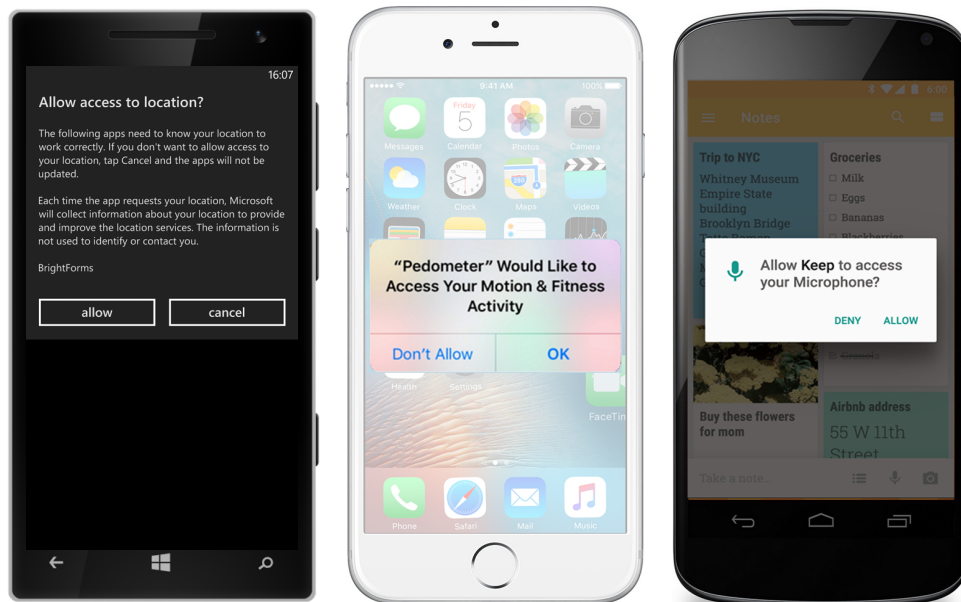 16:07
Allow access to location?
The following apps need to know your location to
work correctly. If you don't want to allow access to
your location, tap Cancel and the apps will not be
updated.
Each time the app requests your location, Microsoft
will collect information about your location to provide
and improve the location services. The information is
not used to identify or contact you.
BrightForms
allow
cancel
9:41 AM
100%
Friday
5
Messages
Calendar
Photos
Camera
280
Weather
Clock
Maps
Videos
“Pedometer” Would Like to
Access Your Motion & Fitness
Activity
Don’t Allow
OK
Health
Settings
FaceTin
Phone
Safari
Mail
Music
6:00
Notes
Trip to NYC
Whitney Museum
Empire State
building
Brooklyn Bridge
Groceries
Milk
Eggs
Bananas
Blackberries
Allow Keep to access
your Microphone?
DENY
ALLOW
Granola
Buy these flowers
for mom
Airbnb address
55 W 11th
Street
Take a note...